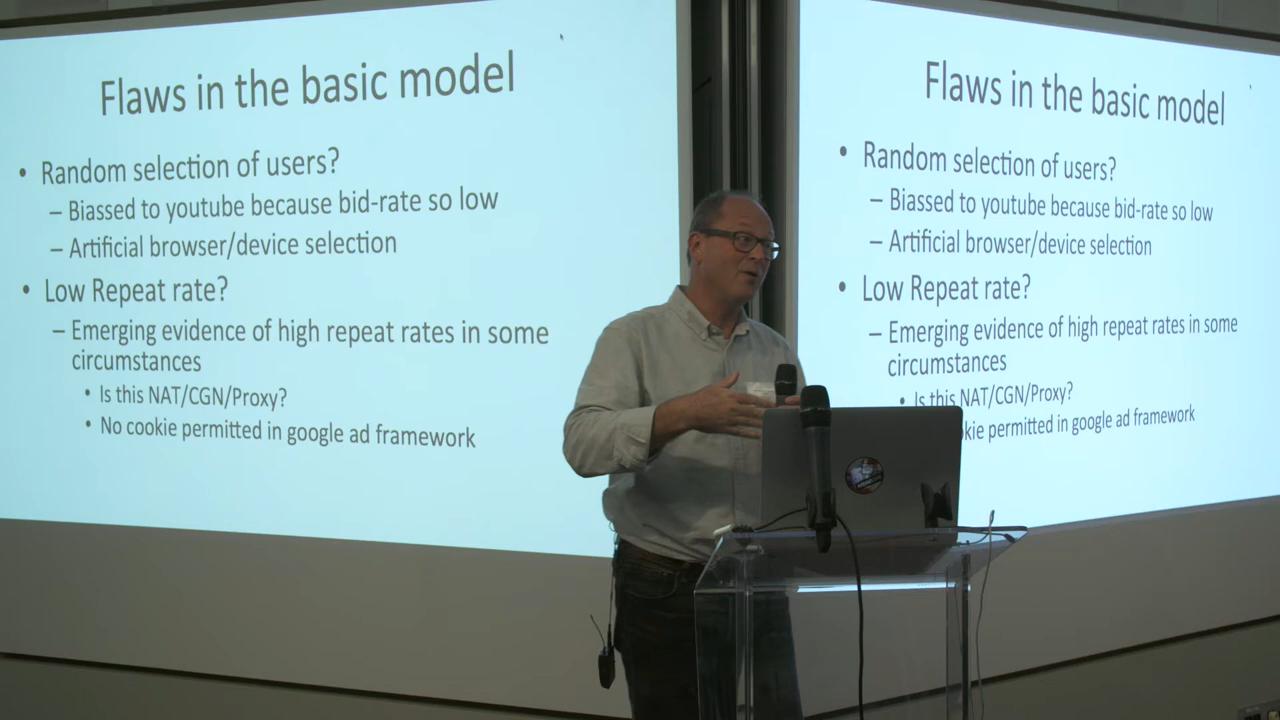 Flaws in the basic model
• Random selection of users?
– Biassed to youtube because bid-rate so low
– Artificial browser/device selection
• Low Repeat rate?
– Emerging evidence of high repeat rates in some
circumstances
• Is this NAT/CGN/Proxy?
• No cookie permitted in google ad framework
Flaws in the basic model
• Random selection of users?
– Biassed to youtube because bid-rate so low
– Artificial browser/device selection
• Low Repeat rate?
– Emerging evidence of high repeat rates in some
circumstances
• Is this NAT/CGN/Proxy?
kie permitted in google ad framework